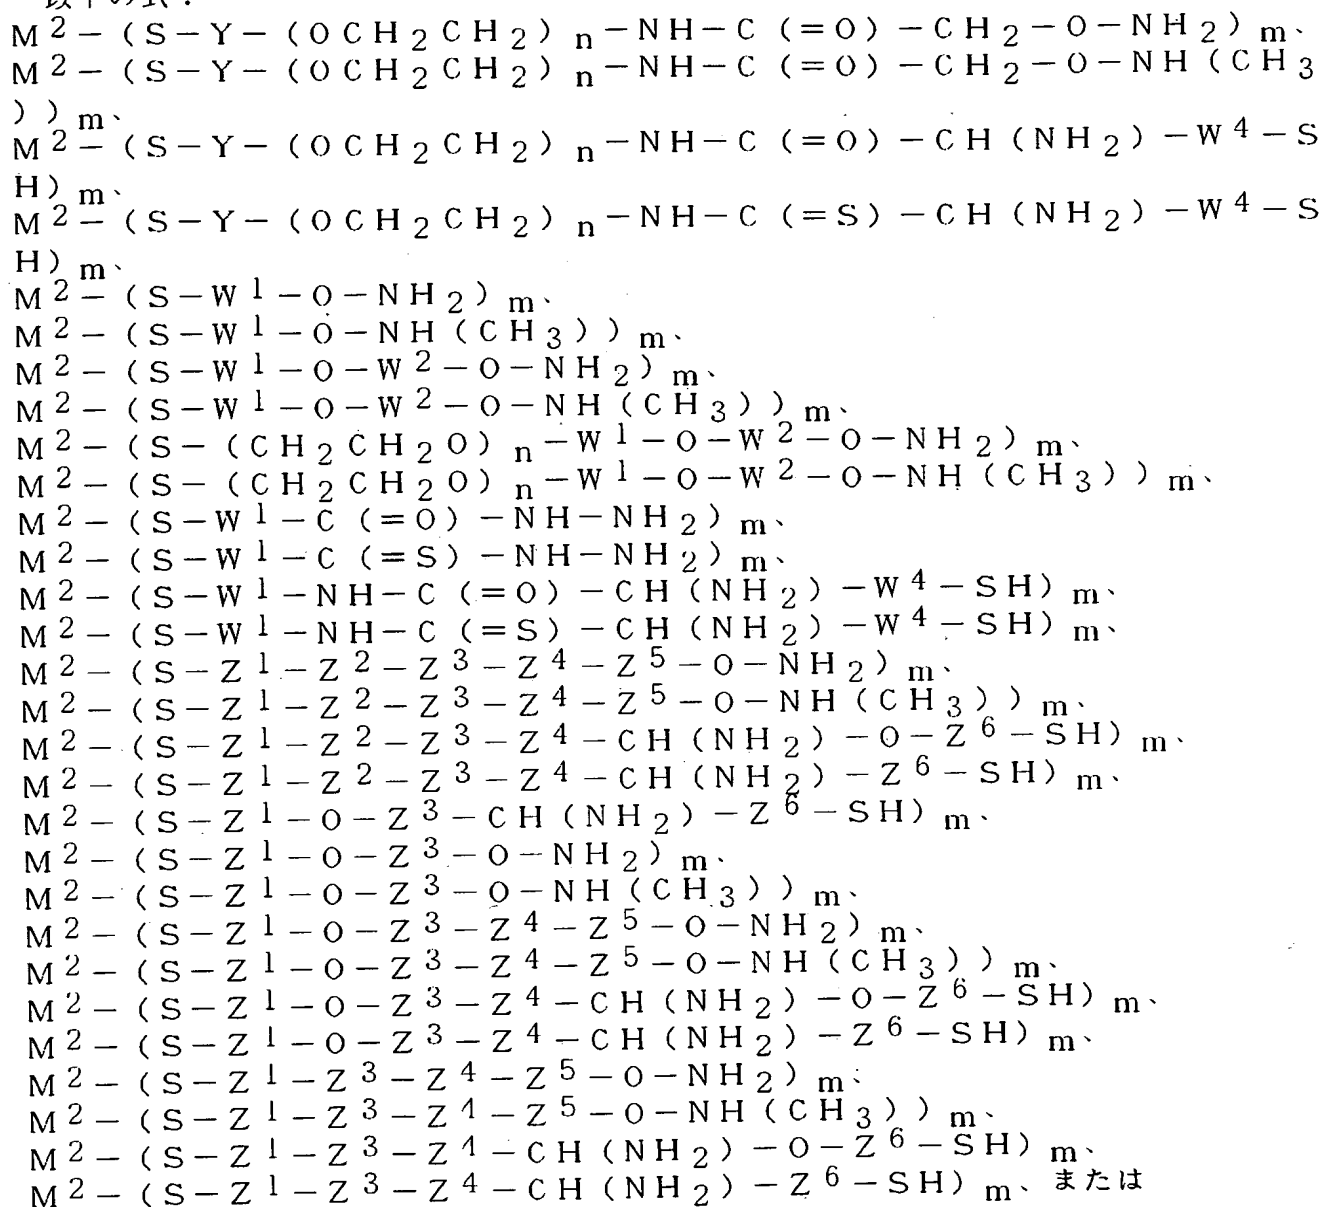 以下の式：
M2－(S－Y－(OCH2CH2)n－NH－C(=O)－CH2－O－NH2)m、
M2－(S－Y－(OCH2CH2)n－NH－C(=O)－CH2－O－NH(CH3
))m、
M2－(S－Y－(OCH2CH2)n－NH－C(=O)－CH(NH2)－W4－S
H)m、
M2－(S－Y－(OCH2CH2)n－NH－C(=S)－CH(NH2)－W4－S
H)m、
M2－(S－W1－O－NH2)m、
M2－(S－W1－O－NH(CH3))m、
M2－(S－W1－O－W2－O－NH2)m、
M2－(S－W1－O－W2－O－NH(CH3))m、
M2－(S－(CH2CH2O)n－W1－O－W2－O－NH2)m、
M2－(S－(CH2CH2O)n－W1－O－W2－O－NH(CH3))m、
M2－(S－W1－C(=O)－NH－NH2)m、
M2－(S－W1－C(=S)－NH－NH2)m、
M2－(S－W1－NH－C(=O)－CH(NH2)－W4－SH)m、
M2－(S－W1－NH－C(=S)－CH(NH2)－W4－SH)m、
M2－(S－Z1－Z2－Z3－Z4－Z5－O－NH2)m、
M2－(S－Z1－Z2－Z3－Z4－Z5－O－NH(CH3))m、
M2－(S－Z1－Z2－Z3－Z4－CH(NH2)－O－Z6－SH)m、
M2－(S－Z1－Z2－Z3－Z4－CH(NH2)－Z6－SH)m、
M2－(S－Z1－O－Z3－CH(NH2)－Z6－SH)m、
M2－(S－Z1－O－Z3－O－NH2)m、
M2－(S－Z1－O－Z3－O－NH(CH3))m、
M2－(S－Z1－O－Z3－Z4－Z5－O－NH2)m、
M2－(S－Z1－O－Z3－Z4－Z5－O－NH(CH3))m、
M2－(S－Z1－O－Z3－Z4－CH(NH2)－O－Z6－SH)m、
M2－(S－Z1－O－Z3－Z4－CH(NH2)－Z6－SH)m、
M2－(S－Z1－Z3－Z4－Z5－O－NH2)m、
M2－(S－Z1－Z3－Z4－Z5－O－NH(CH3))m、
M2－(S－Z1－Z3－Z4－CH(NH2)－O－Z6－SH)m、
M2－(S－Z1－Z3－Z4－CH(NH2)－Z6－SH)m、または